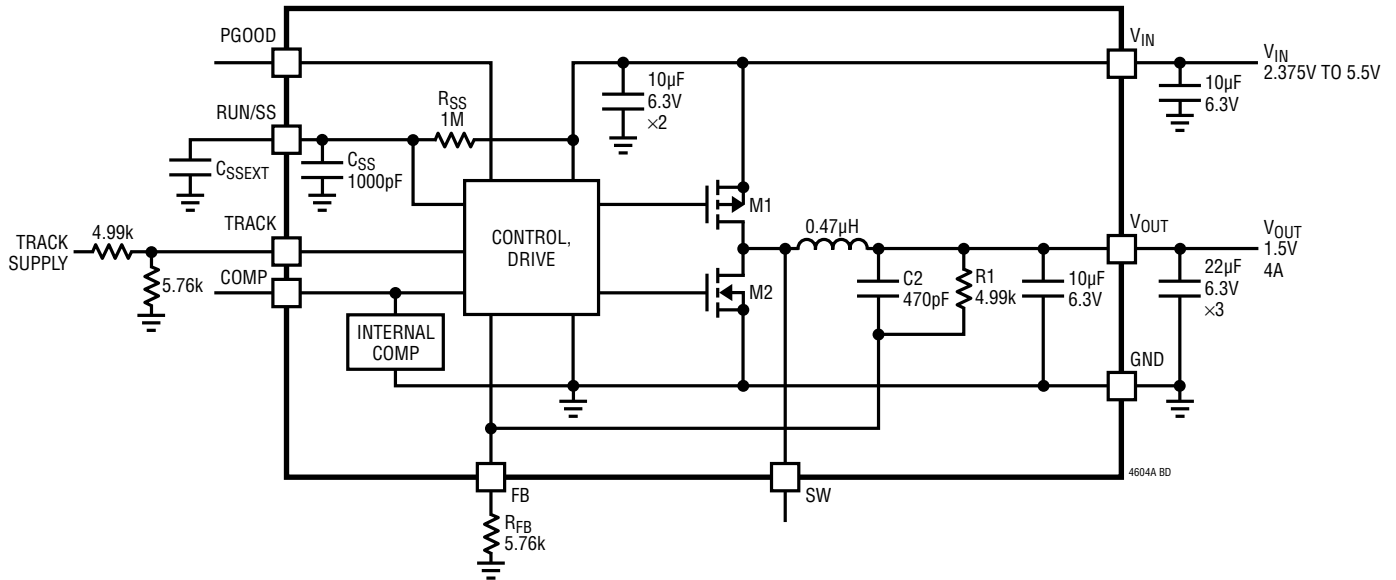 PGOOD
RUN/SS
C_SSEXT
C_SS
1000pF
R_SS
1M
10µF
6.3V
×2
V_IN
10µF
6.3V
V_IN
2.375V TO 5.5V
TRACK
4.99k
TRACK
SUPPLY
5.76k
COMP
INTERNAL
COMP
CONTROL,
DRIVE
M1
M2
0.47µH
C2
470pF
R1
4.99k
10µF
6.3V
V_OUT
22µF
6.3V
×3
V_OUT
1.5V
4A
GND
FB
R_FB
5.76k
SW
4604A BD